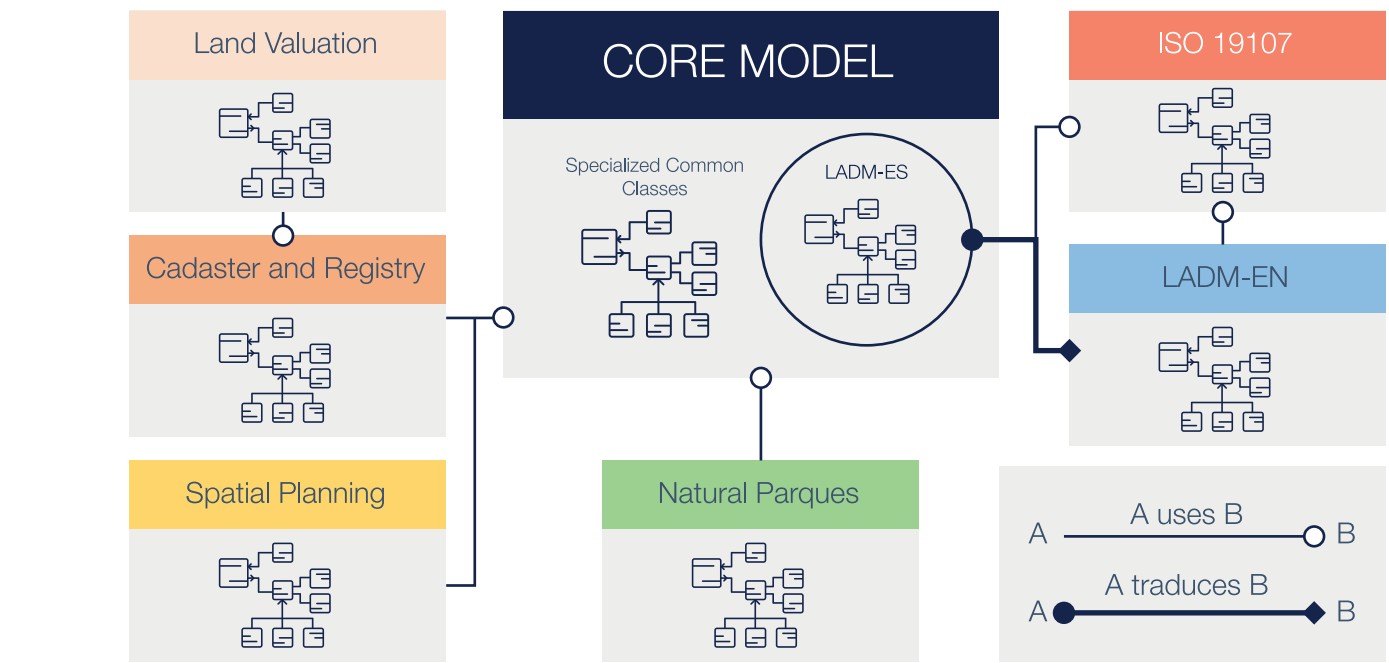 Land Valuation
CORE MODEL
ISO 19107
Specialized Common
Classes
LADM-ES
Cadaster and Registry
LADM-EN
Spatial Planning
Natural Parques
A uses B
A B
A traduces B
A B